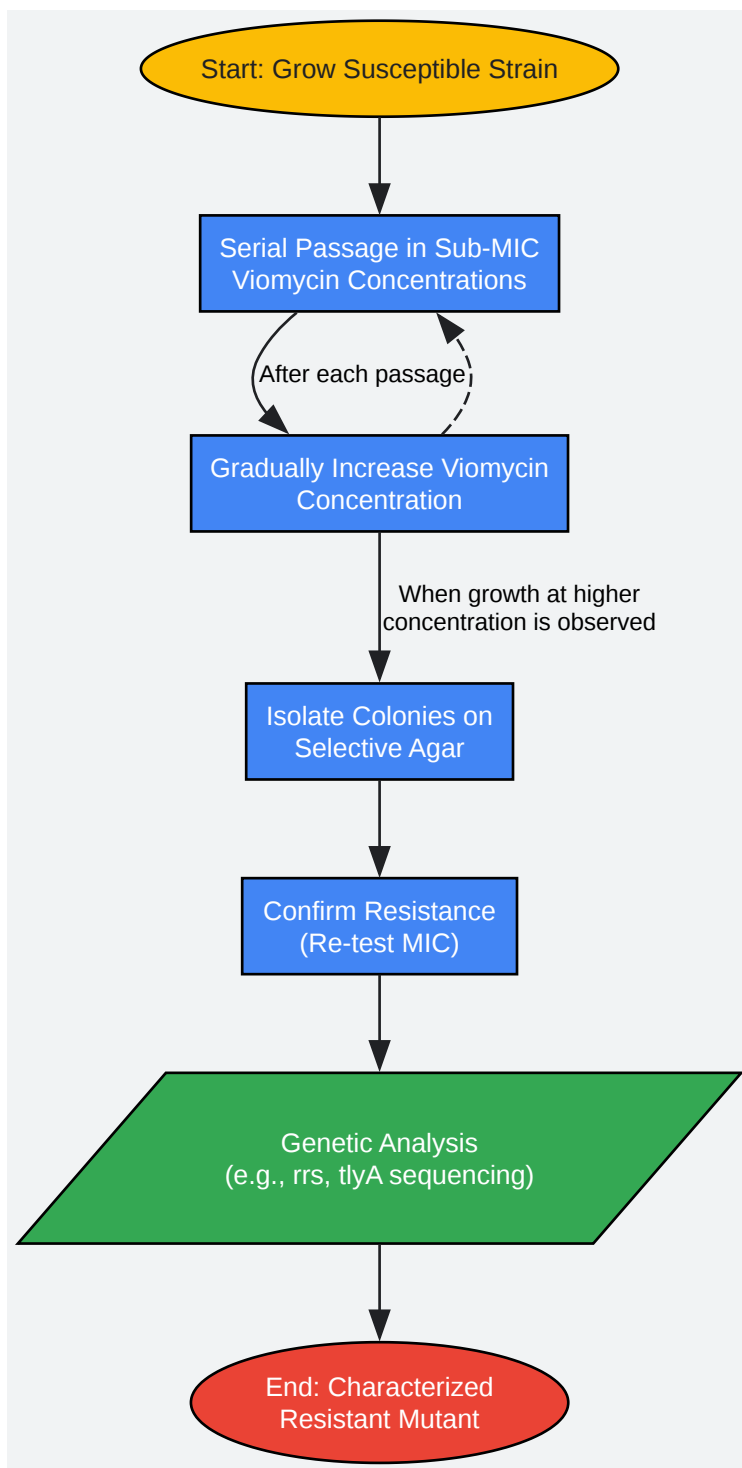 Start: Grow Susceptible Strain
Serial Passage in Sub-MIC
Viomycin Concentrations
After each passage
Gradually Increase Viomycin
Concentration
When growth at higher
concentration is observed
Isolate Colonies on
Selective Agar
Confirm Resistance
(Re-test MIC)
Genetic Analysis
(e.g., rrs, tlyA sequencing)
End: Characterized
Resistant Mutant